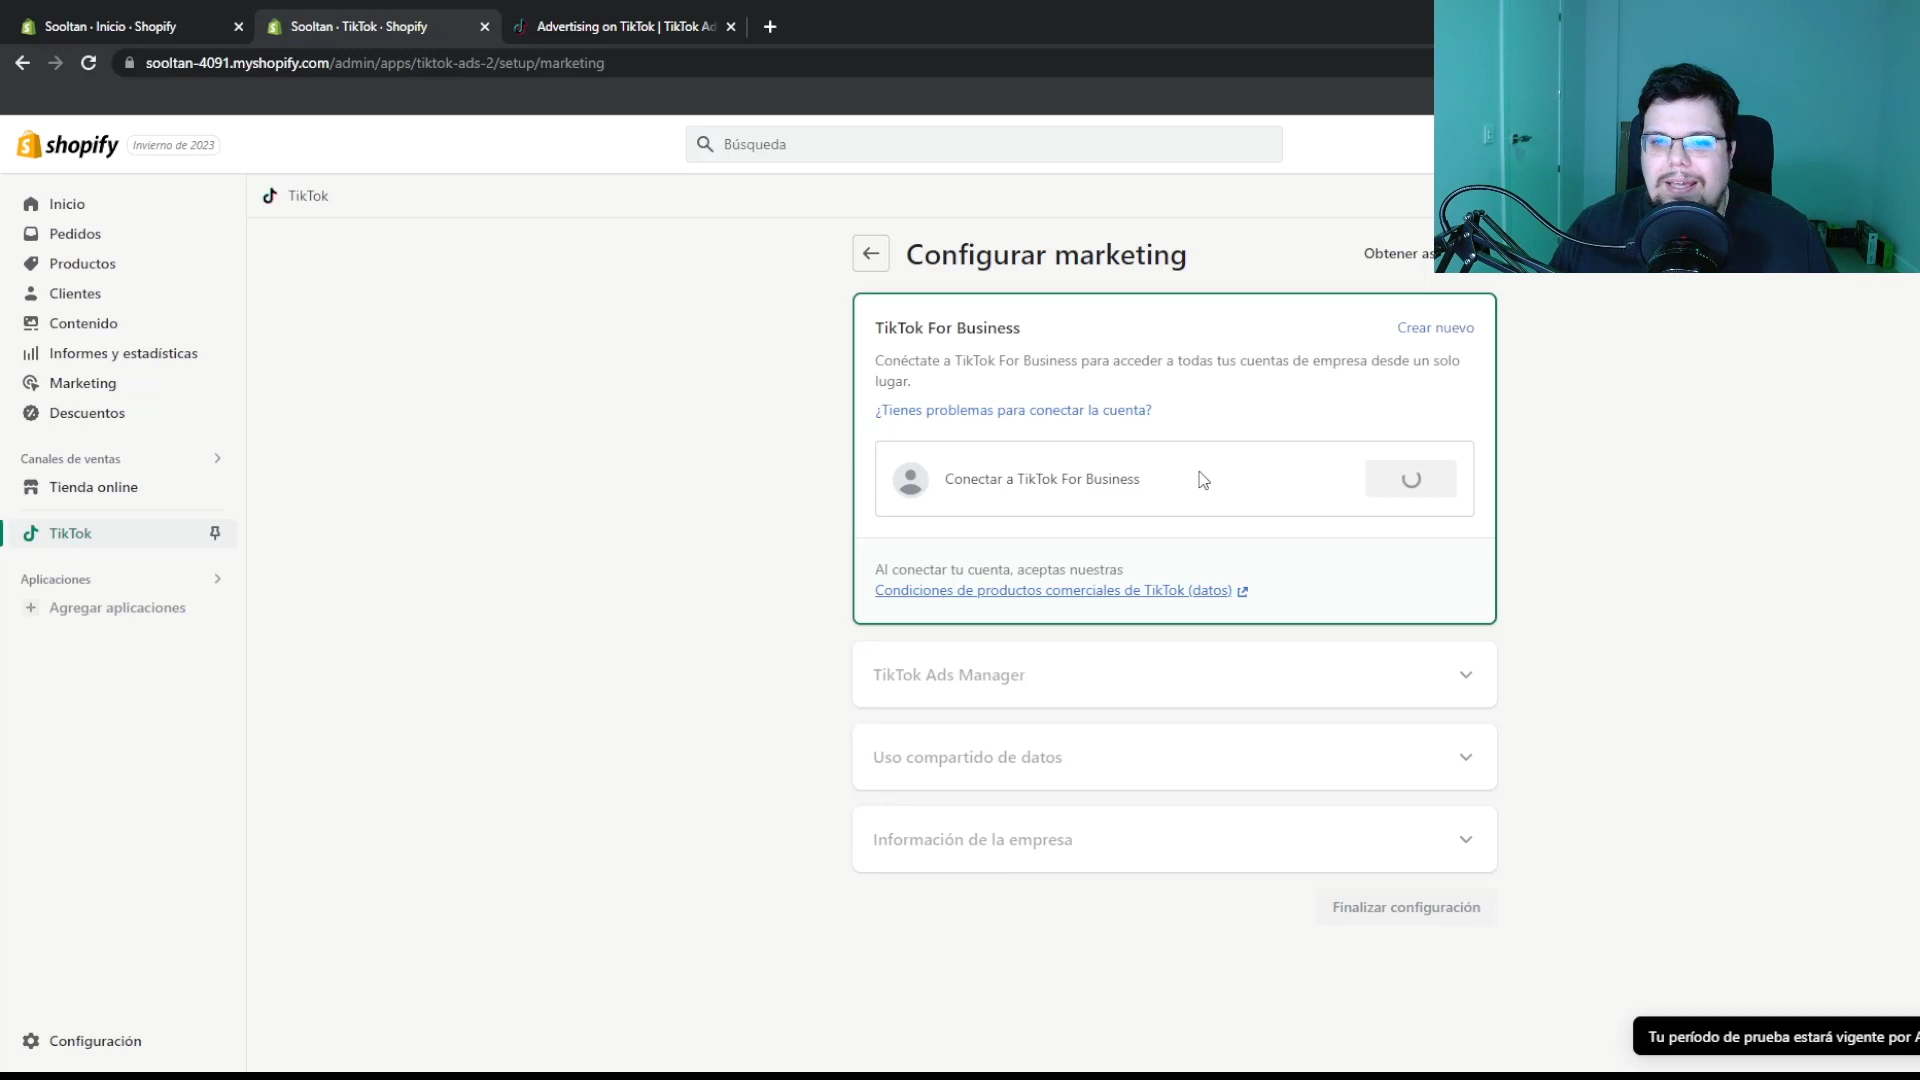 Sooltan · Inicio · Shopify
Sooltan · TikTok · Shopify
Advertising on TikTok | TikTok Ad
sooltan-4091.myshopify.com/admin/apps/tiktok-ads-2/setup/marketing
shopify
Invierno de 2023
Búsqueda
Inicio
Pedidos
Productos
Clientes
Contenido
Informes y estadísticas
Marketing
Descuentos
Canales de ventas
Tienda online
TikTok
Aplicaciones
Agregar aplicaciones
Configuración
TikTok
Configurar marketing
Obtener as
TikTok For Business
Crear nuevo
Conéctate a TikTok For Business para acceder a todas tus cuentas de empresa desde un solo
lugar.
¿Tienes problemas para conectar la cuenta?
Conectar a TikTok For Business
Al conectar tu cuenta, aceptas nuestras
Condiciones de productos comerciales de TikTok (datos)
TikTok Ads Manager
Uso compartido de datos
Información de la empresa
Finalizar configuración
Tu período de prueba estará vigente por